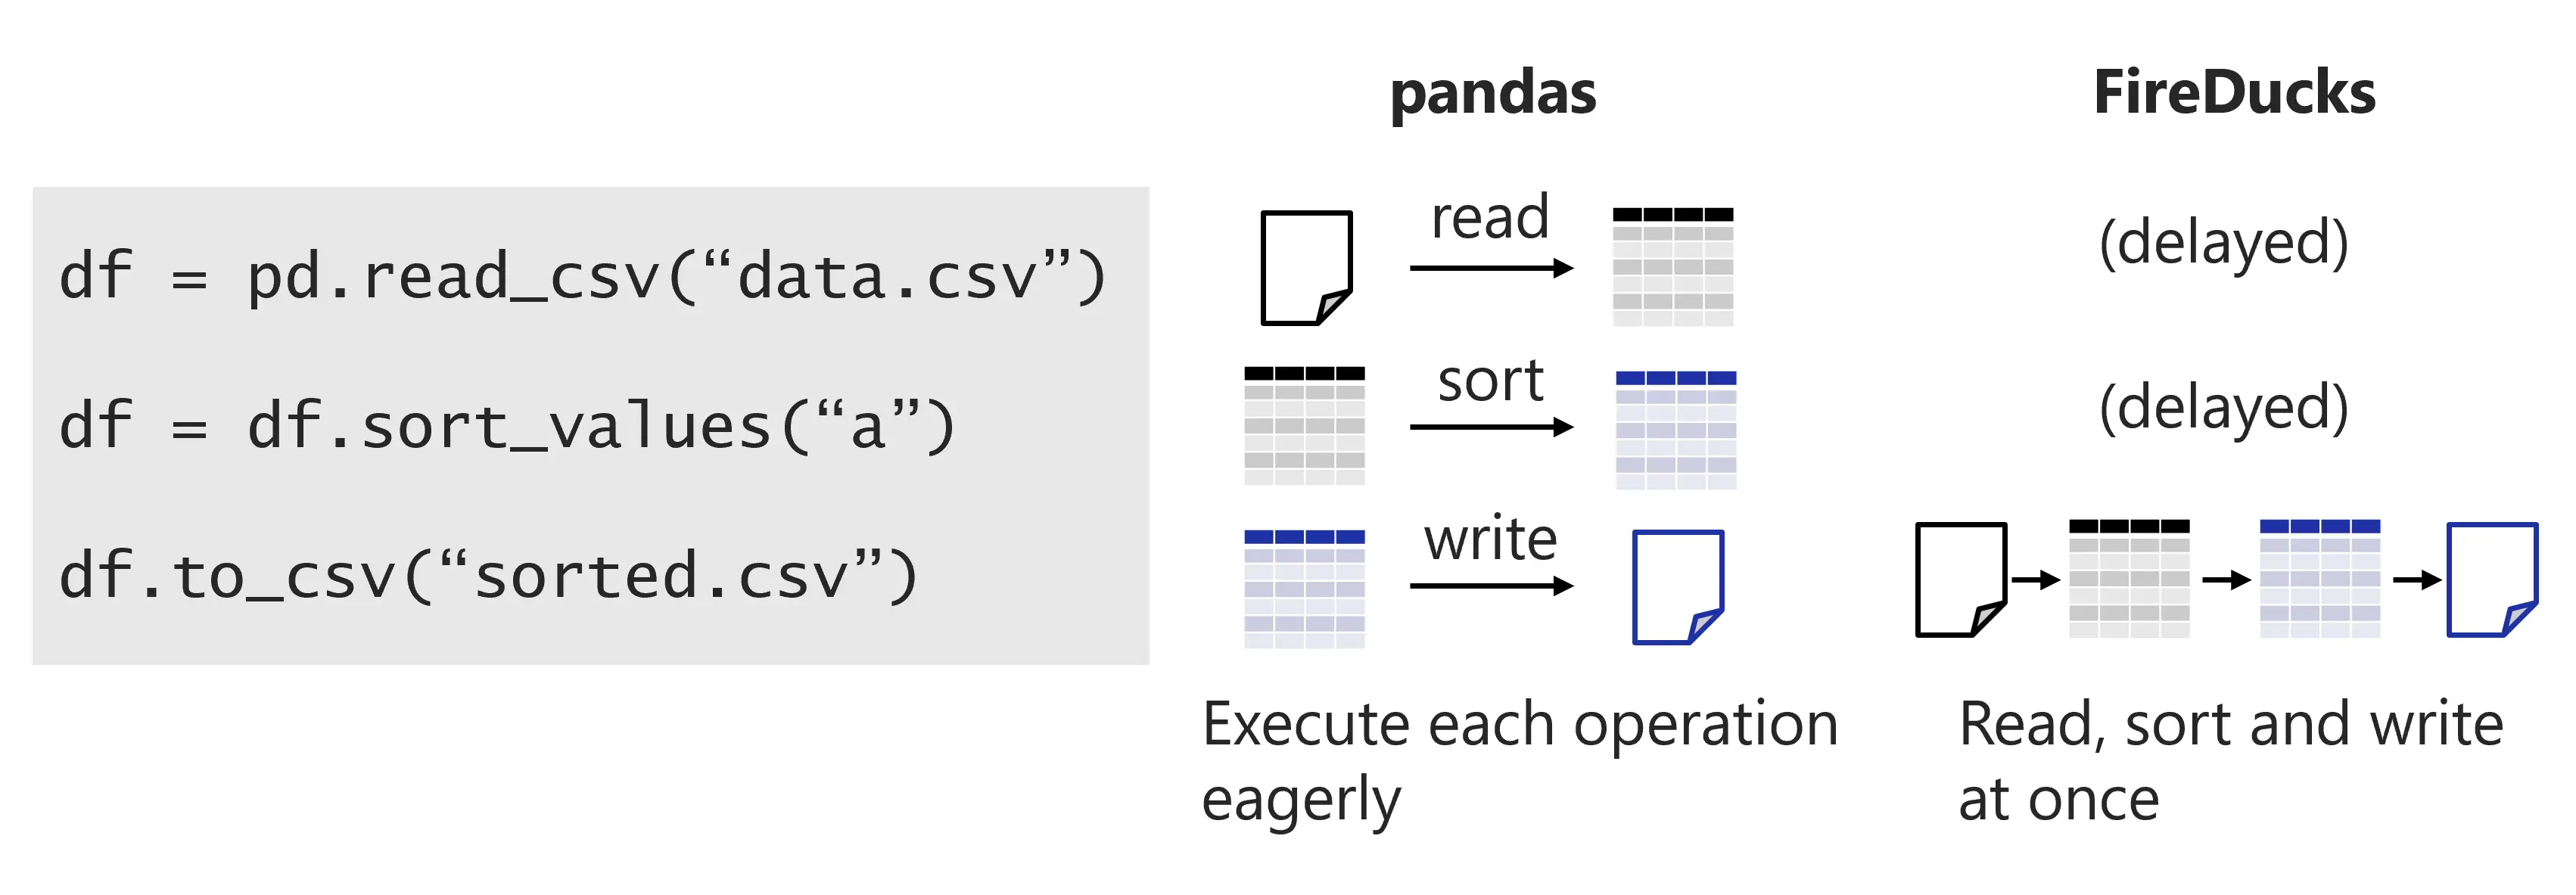 pandas
FireDucks
df = pd.read_csv(“data.csv”)
read
(delayed)
df = df.sort_values(“a”)
sort
(delayed)
df.to_csv(“sorted.csv”)
write
Execute each operation
eagerly
Read, sort and write
at once